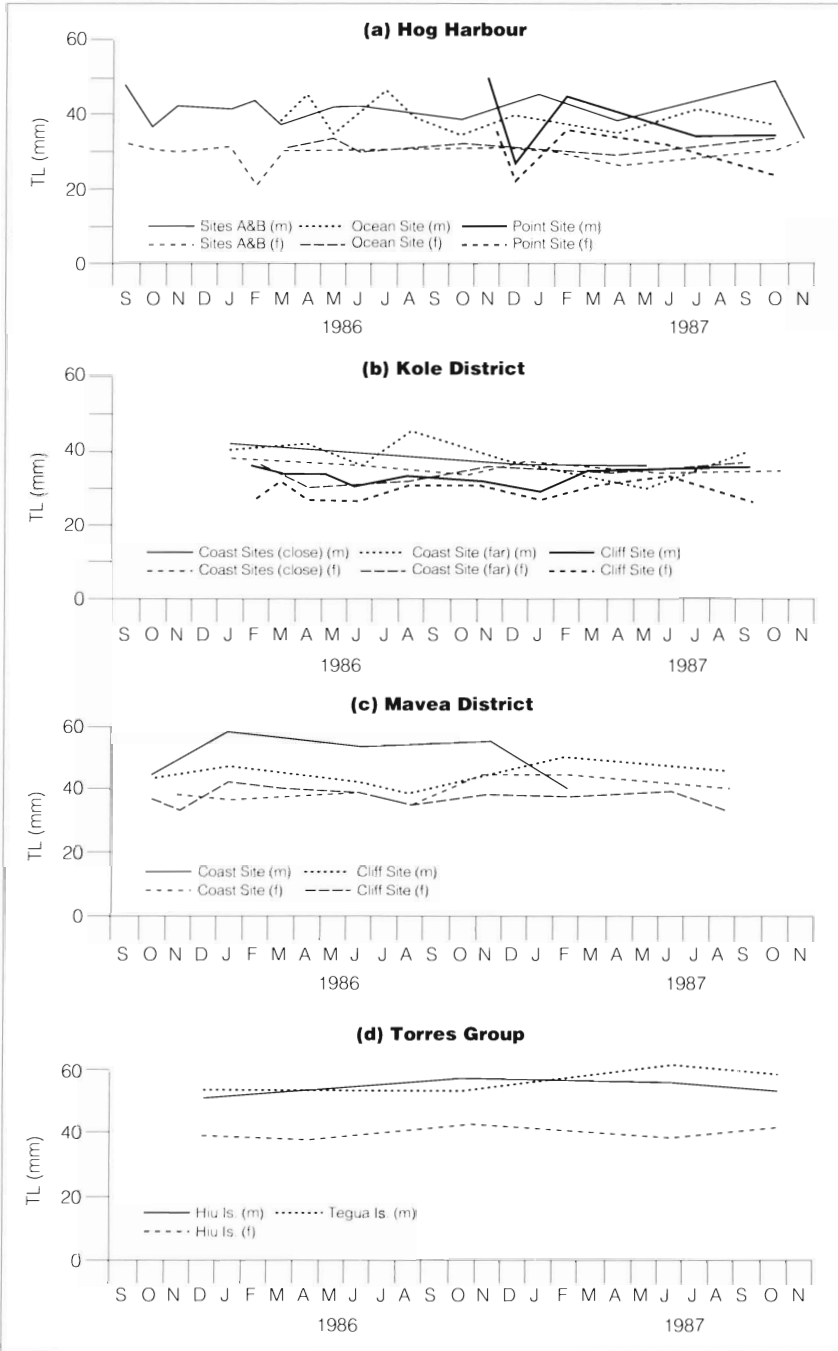 (a) Hog Harbour
60
40
20
0
TL (mm)
Sites A&B (m) Ocean Site (m) Point Site (m)
Sites A&B (f) Ocean Site (f) Point Site (f)
S O N D J F M A M J J A S O N D J F M A M J J A S O N
1986 1987
(b) Kole District
60
40
20
0
TL (mm)
Coast Sites (close) (m) Coast Site (far) (m) Cliff Site (m)
Coast Sites (close) (f) Coast Site (far) (f) Cliff Site (f)
S O N D J F M A M J J A S O N D J F M A M J J A S O N
1986 1987
(c) Mavea District
60
40
20
0
TL (mm)
Coast Site (m) Cliff Site (m)
Coast Site (f) Cliff Site (f)
S O N D J F M A M J J A S O N D J F M A M J J A S O N
1986 1987
(d) Torres Group
60
40
20
0
TL (mm)
Hiu Is. (m) Tegua Is. (m)
Hiu Is. (f)
S O N D J F M A M J J A S O N D J F M A M J J A S O N
1986 1987